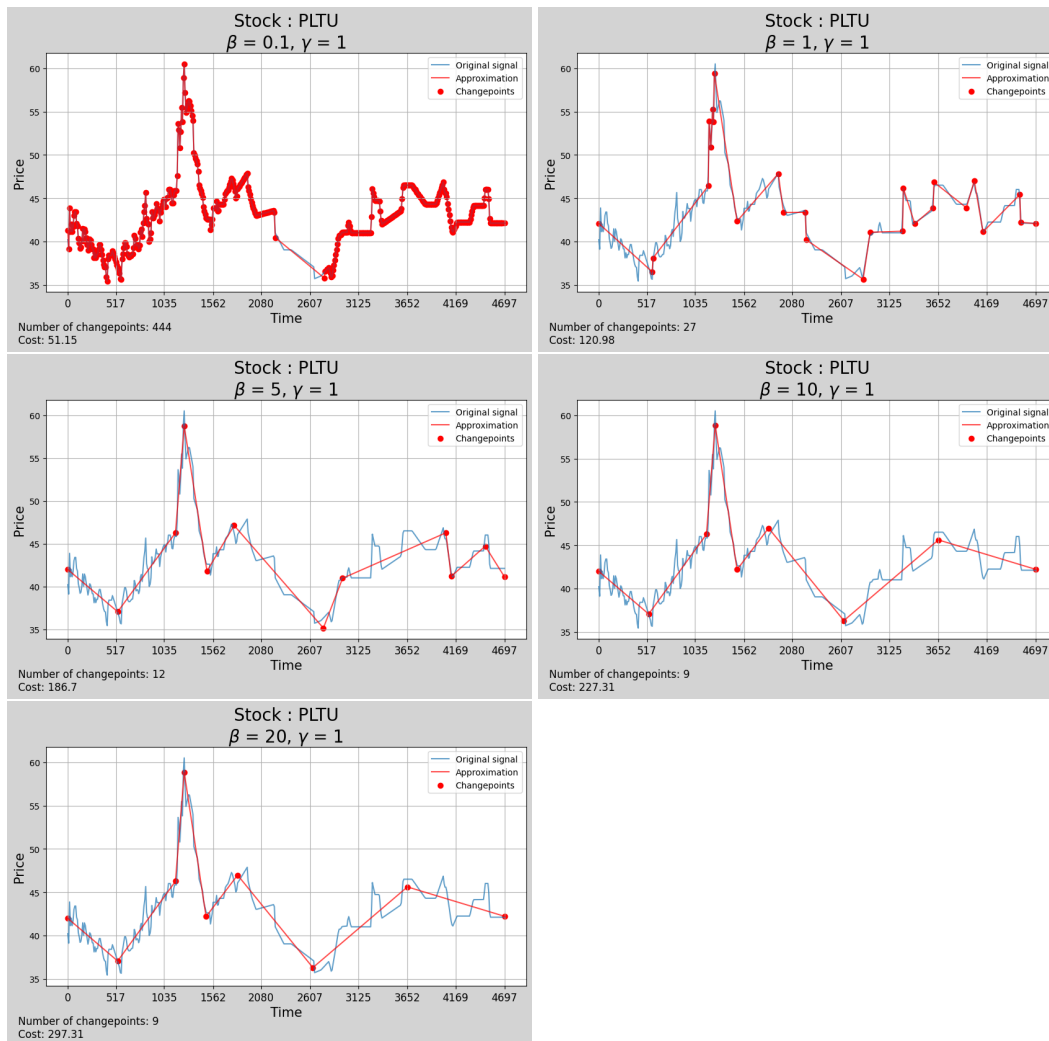 Stock : PLTU
β = 0.1, γ = 1
Original signal
Approximation
Changepoints
Price
60
55
50
45
40
35
0 517 1035 1562 2080 2607 3125 3652 4169 4697
Time
Number of changepoints: 444
Cost: 51.15
Stock : PLTU
β = 1, γ = 1
Original signal
Approximation
Changepoints
Price
60
55
50
45
40
35
0 517 1035 1562 2080 2607 3125 3652 4169 4697
Time
Number of changepoints: 27
Cost: 120.98
Stock : PLTU
β = 5, γ = 1
Original signal
Approximation
Changepoints
Price
60
55
50
45
40
35
0 517 1035 1562 2080 2607 3125 3652 4169 4697
Time
Number of changepoints: 12
Cost: 186.7
Stock : PLTU
β = 10, γ = 1
Original signal
Approximation
Changepoints
Price
60
55
50
45
40
35
0 517 1035 1562 2080 2607 3125 3652 4169 4697
Time
Number of changepoints: 9
Cost: 227.31
Stock : PLTU
β = 20, γ = 1
Original signal
Approximation
Changepoints
Price
60
55
50
45
40
35
0 517 1035 1562 2080 2607 3125 3652 4169 4697
Time
Number of changepoints: 9
Cost: 297.31